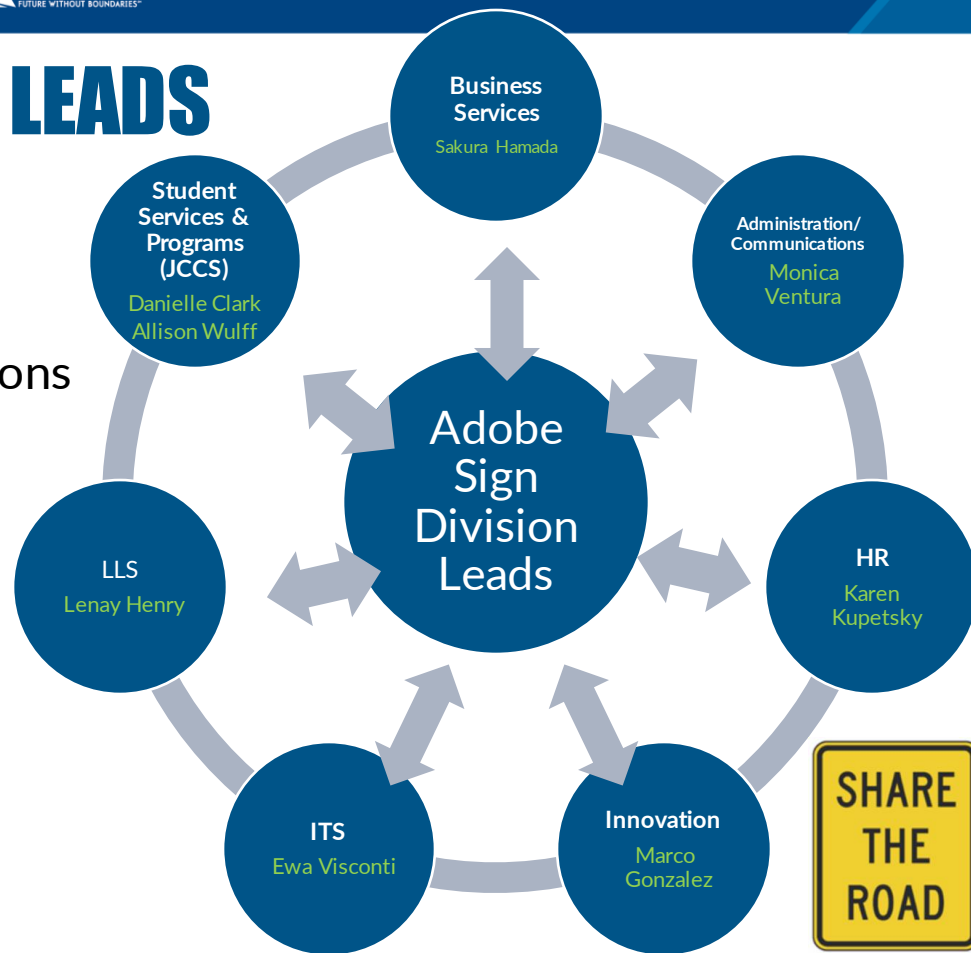 FUTURE WITHOUT BOUNDARIES™
LEADS
Business
Services
Sakura Hamada
Student
Services &
Programs
(JCCS)
Danielle Clark
Allison Wulff
Administration/
Communications
Monica
Ventura
ons
Adobe
Sign
Division
Leads
LLS
Lenay Henry
HR
Karen
Kupetsky
ITS
Ewa Visconti
Innovation
Marco
Gonzalez
SHARE
THE
ROAD